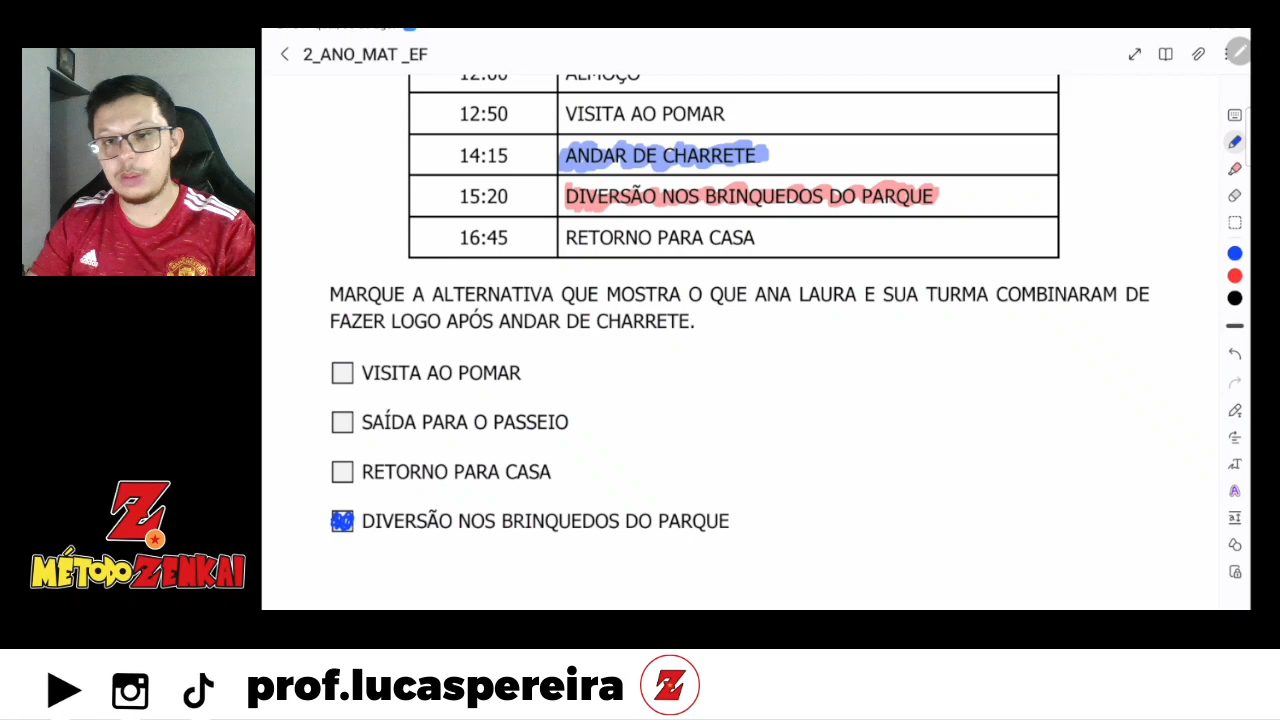 2_ANO_MAT _EF
12:00 ALMOÇO
12:50 VISITA AO POMAR
14:15 ANDAR DE CHARRETE
15:20 DIVERSÃO NOS BRINQUEDOS DO PARQUE
16:45 RETORNO PARA CASA
MARQUE A ALTERNATIVA QUE MOSTRA O QUE ANA LAURA E SUA TURMA COMBINARAM DE
FAZER LOGO APÓS ANDAR DE CHARRETE.
VISITA AO POMAR
SAÍDA PARA O PASSEIO
RETORNO PARA CASA
DIVERSÃO NOS BRINQUEDOS DO PARQUE
Z
MÉTODO ZENKAI
prof.lucaspereira Z